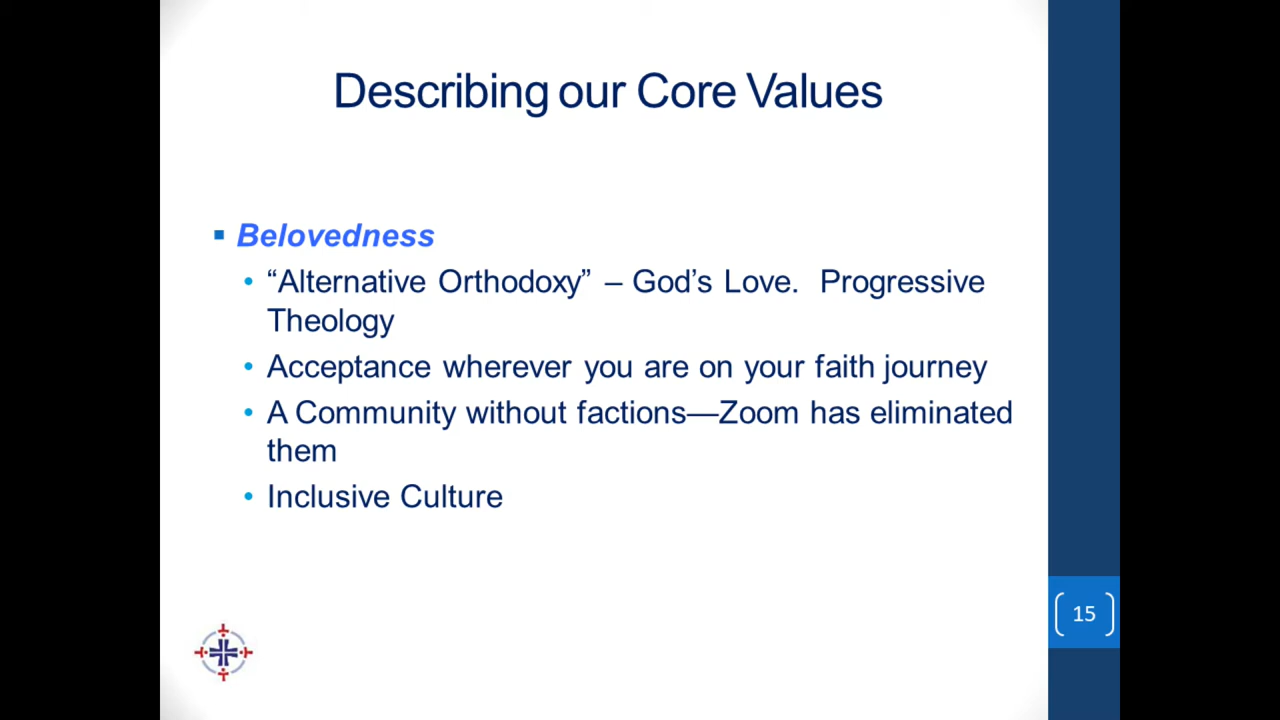 Describing our Core Values
▪ Belovedness
• “Alternative Orthodoxy” – God’s Love.  Progressive
Theology
• Acceptance wherever you are on your faith journey
• A Community without factions—Zoom has eliminated
them
• Inclusive Culture
15